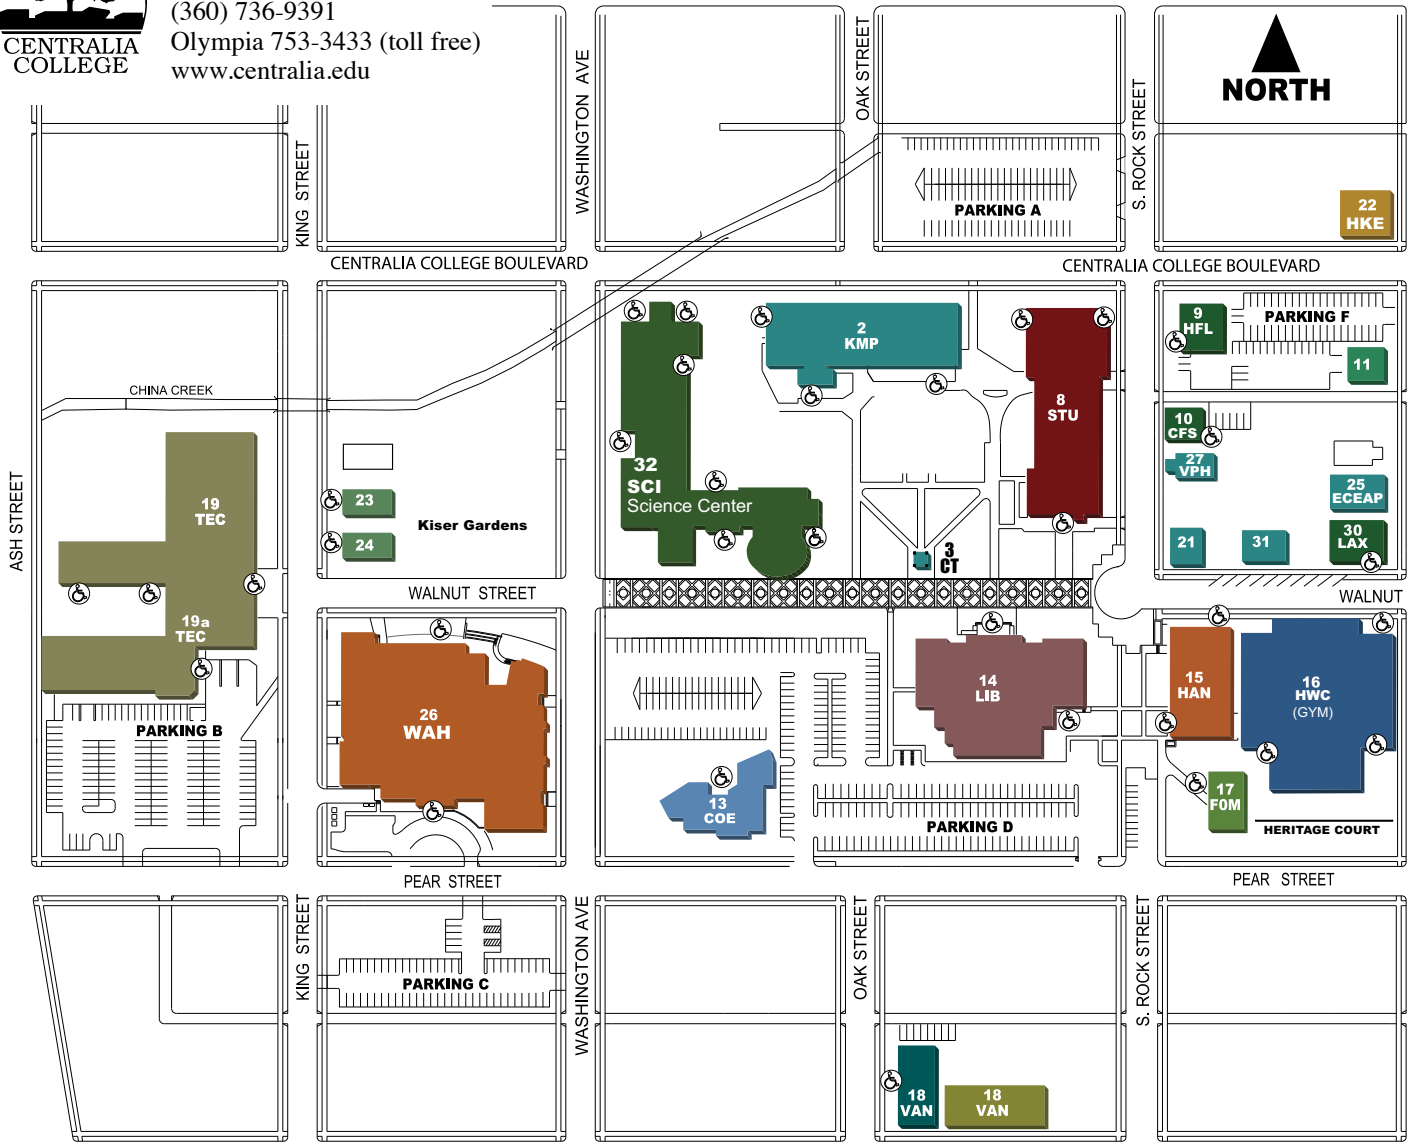 CENTRALIA
COLLEGE
(360) 736-9391
Olympia 753-3433 (toll free)
www.centralia.edu
NORTH
KING STREET
WASHINGTON AVE
OAK STREET
S. ROCK STREET
PARKING A
22
HKE
CENTRALIA COLLEGE BOULEVARD
CENTRALIA COLLEGE BOULEVARD
2
KMP
9
HFL
PARKING F
11
CHINA CREEK
8
STU
10
CFS
27
VPH
32
SCI
Science Center
25
ECEAP
ASH STREET
19
TEC
23
24
Kiser Gardens
3
CT
21
31
30
LAX
WALNUT STREET
WALNUT
19a
TEC
26
WAH
14
LIB
15
HAN
16
HWC
(GYM)
PARKING B
13
COE
PARKING D
17
FOM
HERITAGE COURT
PEAR STREET
PEAR STREET
KING STREET
WASHINGTON AVE
OAK STREET
S. ROCK STREET
PARKING C
18
VAN
18
VAN